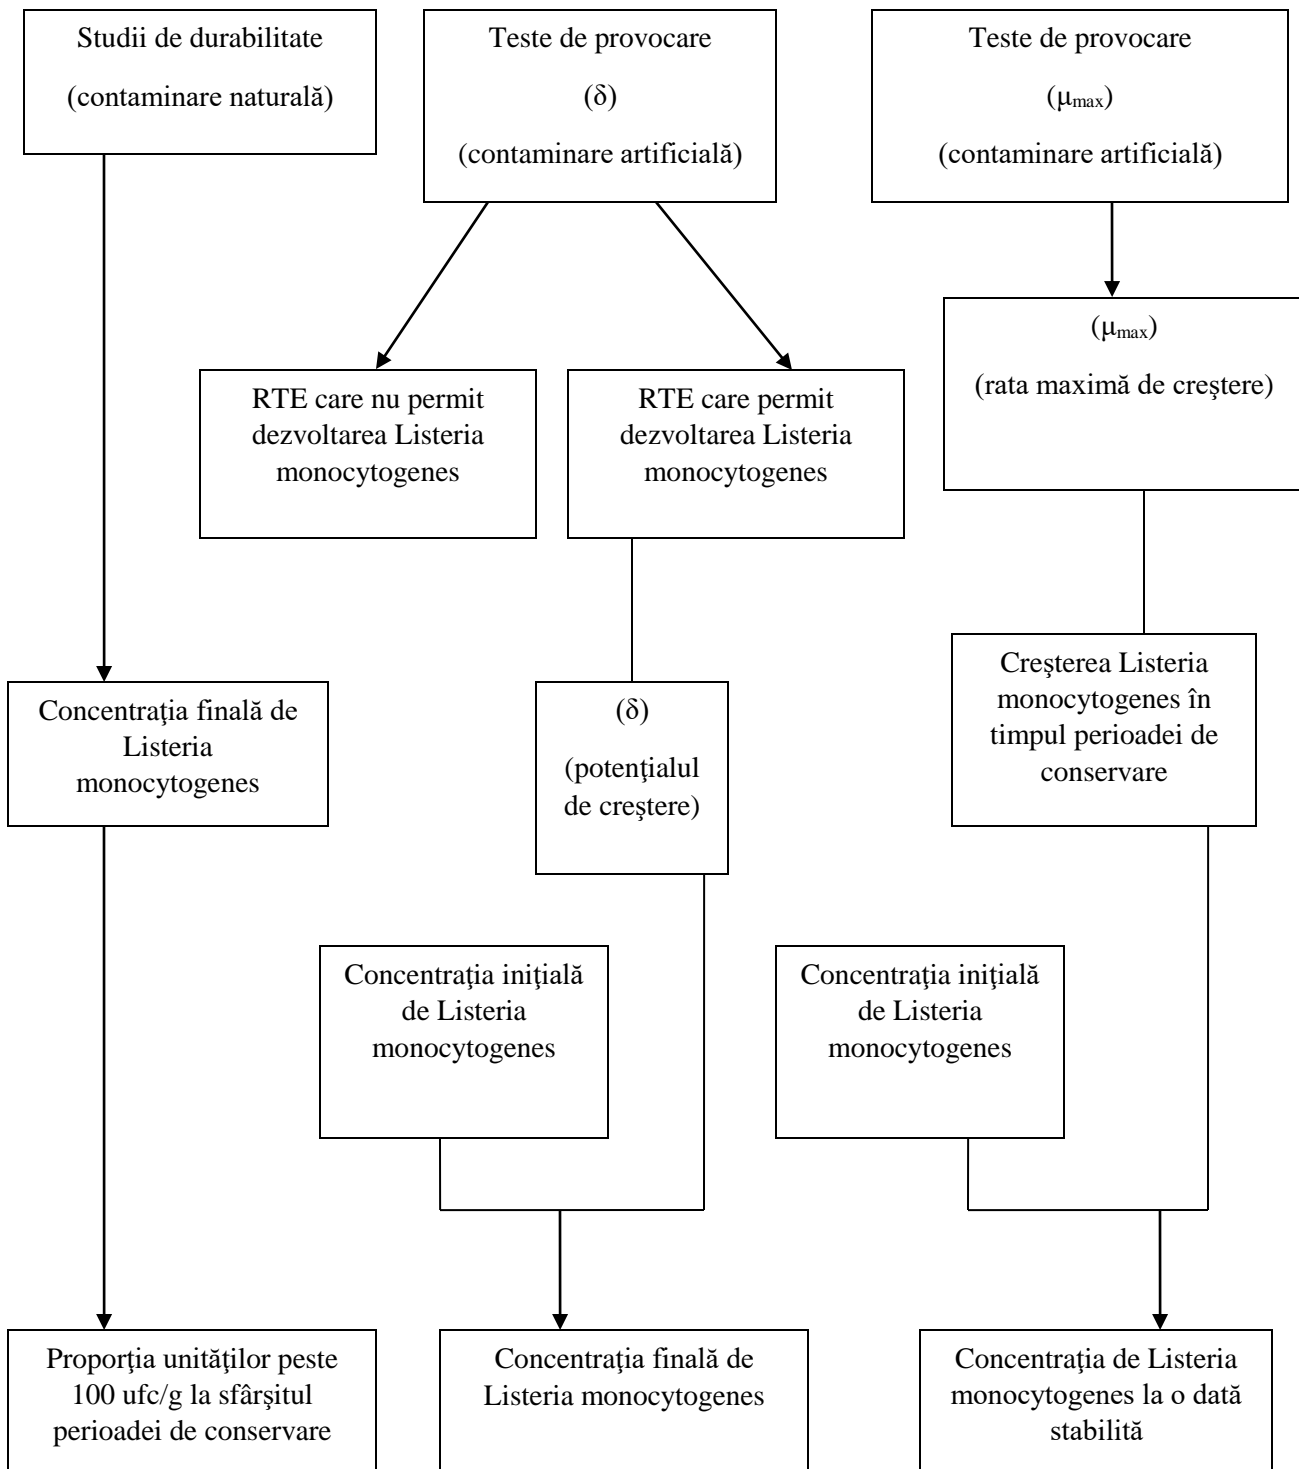 Studii de durabilitate
(contaminare naturală)
Teste de provocare
(δ)
(contaminare artificială)
Teste de provocare
(μmax)
(contaminare artificială)
(μmax)
(rata maximă de creştere)
RTE care nu permit
dezvoltarea Listeria
monocytogenes
RTE care permit
dezvoltarea Listeria
monocytogenes
Concentraţia finală de
Listeria
monocytogenes
(δ)
(potenţialul
de creştere)
Creşterea Listeria
monocytogenes în
timpul perioadei de
conservare
Concentraţia iniţială
de Listeria
monocytogenes
Concentraţia iniţială
de Listeria
monocytogenes
Proporţia unităţilor peste
100 ufc/g la sfârşitul
perioadei de conservare
Concentraţia finală de
Listeria monocytogenes
Concentraţia de Listeria
monocytogenes la o dată
stabilită